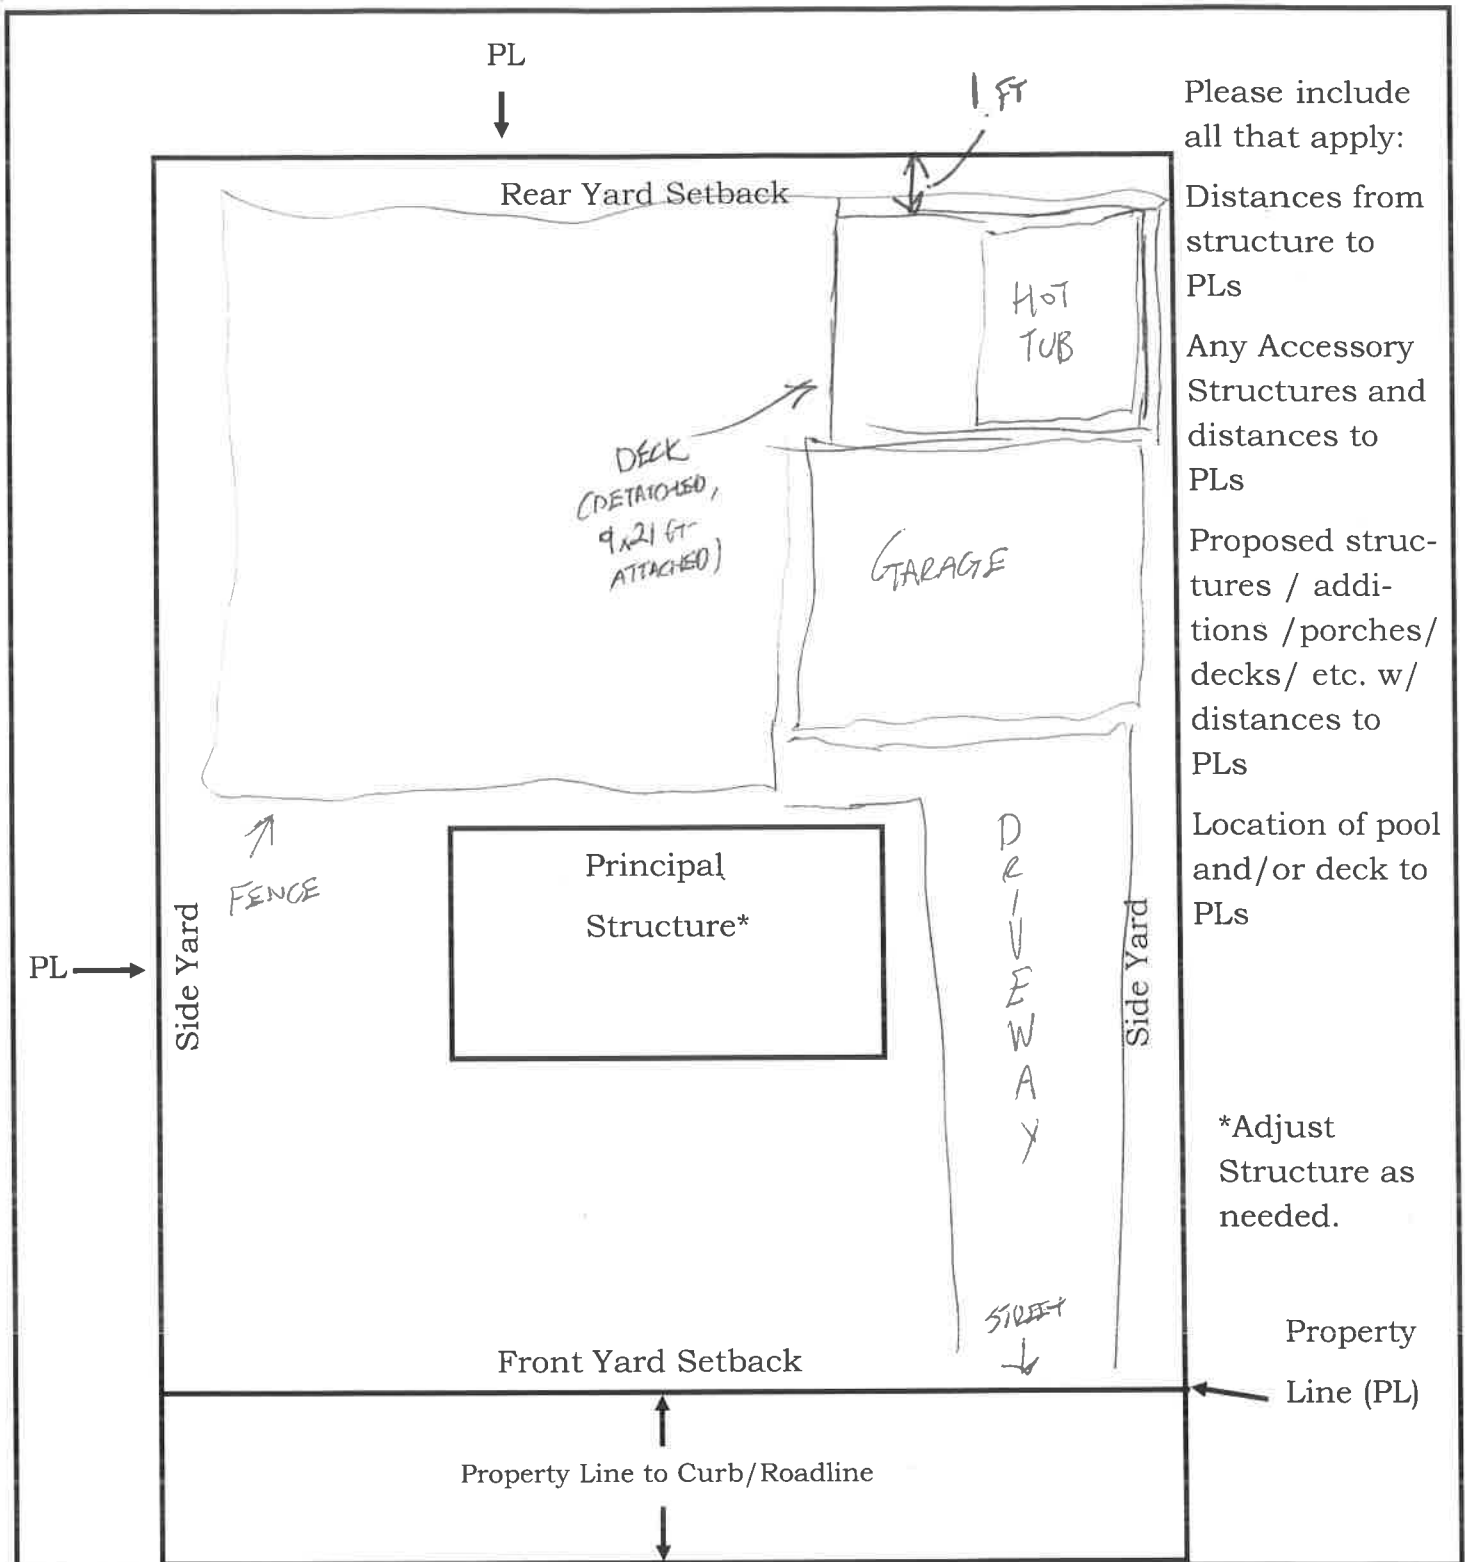 PL
1 FT
Please include
all that apply:
Rear Yard Setback
Distances from
structure to
PLs
HOT
TUB
Any Accessory
Structures and
distances to
PLs
DECK
(DETATCHED,
9x21 FT
ATTACHED)
GARAGE
Proposed struc-
tures / addi-
tions /porches/
decks/ etc. w/
distances to
PLs
Location of pool
and/or deck to
PLs
FENCE
Principal
Structure*
DRIVEWAY
PL
Side Yard
Side Yard
*Adjust
Structure as
needed.
STREET
Front Yard Setback
Property
Line (PL)
Property Line to Curb/Roadline